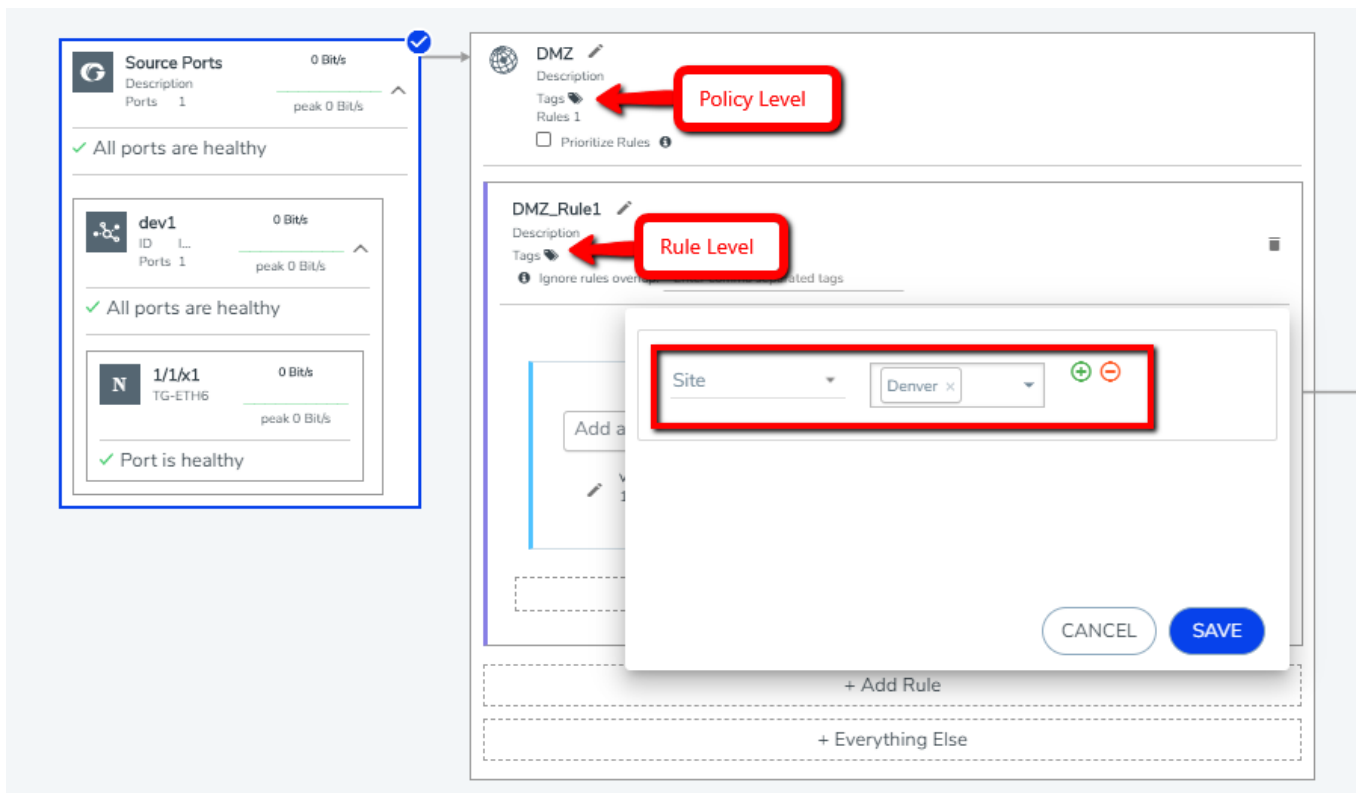 Source Ports
0 Bit/s
Description
Ports 1
peak 0 Bit/s
All ports are healthy
dev1
0 Bit/s
ID I...
Ports 1
peak 0 Bit/s
All ports are healthy
N
1/1/x1
0 Bit/s
TG-ETH6
peak 0 Bit/s
Port is healthy
DMZ
Description
Tags
Policy Level
Rules 1
Prioritize Rules
DMZ_Rule1
Description
Tags
Rule Level
Ignore rules tags
Site
Denver ×
Add a
CANCEL
SAVE
+ Add Rule
+ Everything Else